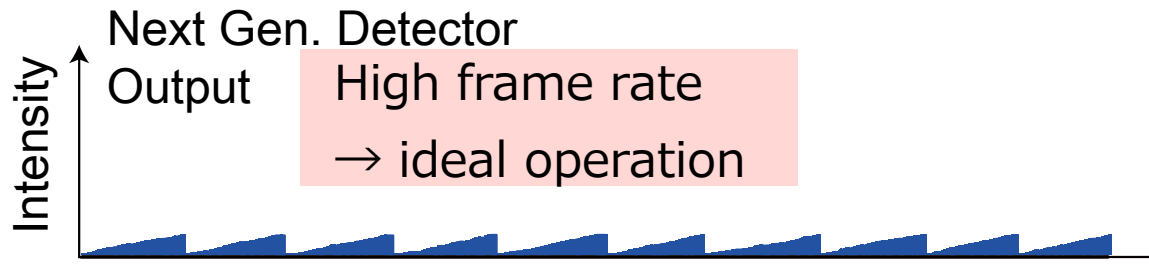 Next Gen. Detector
Output
High frame rate
→ ideal operation
Intensity